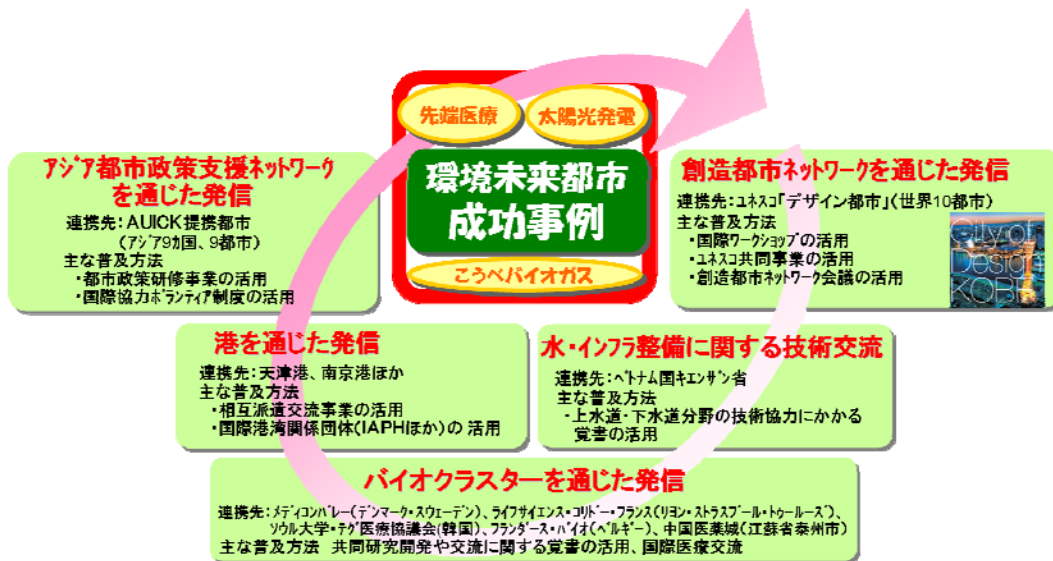 先端医療
太陽光発電
環境未来都市
成功事例
こうべバイオガス
アジア都市政策支援ネットワーク
を通じた発信
連携先:AUICK提携都市
(アジア9カ国、9都市)
主な普及方法
・都市政策研修事業の活用
・国際協力ボランティア制度の活用
創造都市ネットワークを通じた発信
連携先:ユネスコ「デザイン都市」(世界10都市)
主な普及方法
・国際ワークショップの活用
・ユネスコ共同事業の活用
・創造都市ネットワーク会議の活用
City of
Design
KOBE
港を通じた発信
連携先:天津港、南京港ほか
主な普及方法
・相互派遣交流事業の活用
・国際港湾関係団体(IAPHほか)の 活用
水・インフラ整備に関する技術交流
連携先:ベトナム国キエンザン省
主な普及方法
・上水道・下水道分野の技術協力にかかる
覚書の活用
バイオクラスターを通じた発信
連携先:メディコンバレー(デンマーク・スウェーデン)、ライフサイエンス・コリドー・フランス(リヨン・ストラスブール・トゥールーズ)、
ソウル大学・テグ医療協議会(韓国)、フランダース・バイオ(ベルギー)、中国医薬城(江蘇省泰州市)
主な普及方法 共同研究開発や交流に関する覚書の活用、国際医療交流